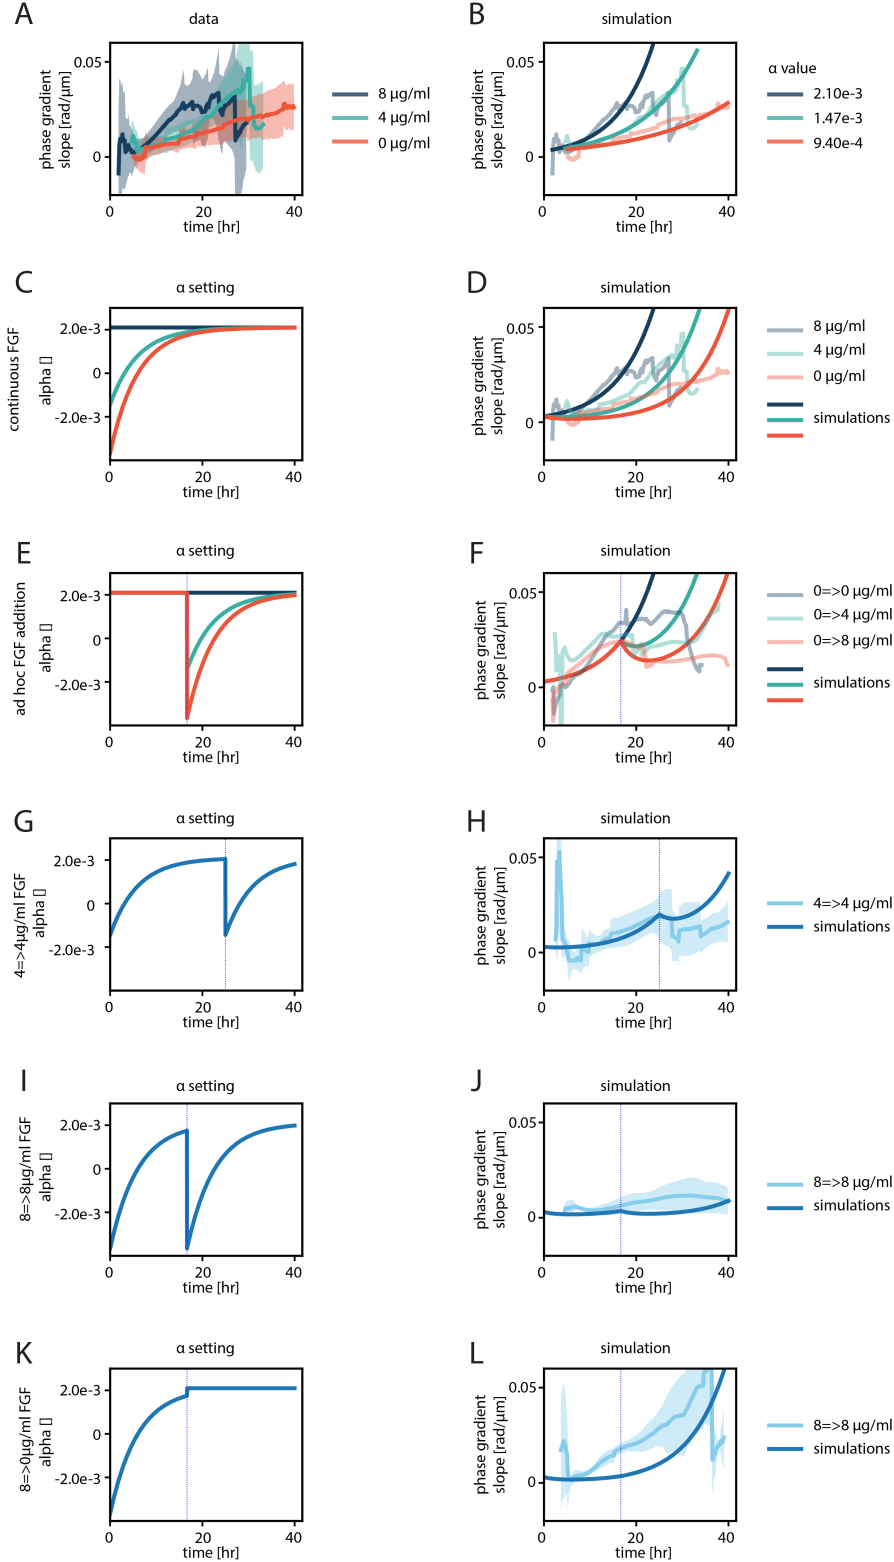 A
data
phase gradient
slope [rad/μm]
0.05
0
0
20
40
time [hr]
8 μg/ml
4 μg/ml
0 μg/ml
B
simulation
phase gradient
slope [rad/μm]
0.05
0
0
20
40
time [hr]
α value
2.10e-3
1.47e-3
9.40e-4
C
α setting
continuous FGF
alpha []
2.0e-3
0
-2.0e-3
0
20
40
time [hr]
D
simulation
phase gradient
slope [rad/μm]
0.05
0
0
20
40
time [hr]
8 μg/ml
4 μg/ml
0 μg/ml
simulations
E
α setting
ad hoc FGF addition
alpha []
2.0e-3
0
-2.0e-3
0
20
40
time [hr]
F
simulation
phase gradient
slope [rad/μm]
0.05
0
0
20
40
time [hr]
0=>0 μg/ml
0=>4 μg/ml
0=>8 μg/ml
simulations
G
α setting
4=>4μg/ml FGF
alpha []
2.0e-3
0
-2.0e-3
0
20
40
time [hr]
H
simulation
phase gradient
slope [rad/μm]
0.05
0
0
20
40
time [hr]
4=>4 μg/ml
simulations
I
α setting
8=>8μg/ml FGF
alpha []
2.0e-3
0
-2.0e-3
0
20
40
time [hr]
J
simulation
phase gradient
slope [rad/μm]
0.05
0
0
20
40
time [hr]
8=>8 μg/ml
simulations
K
α setting
8=>0μg/ml FGF
alpha []
2.0e-3
0
-2.0e-3
0
20
40
time [hr]
L
simulation
phase gradient
slope [rad/μm]
0.05
0
0
20
40
time [hr]
8=>8 μg/ml
simulations